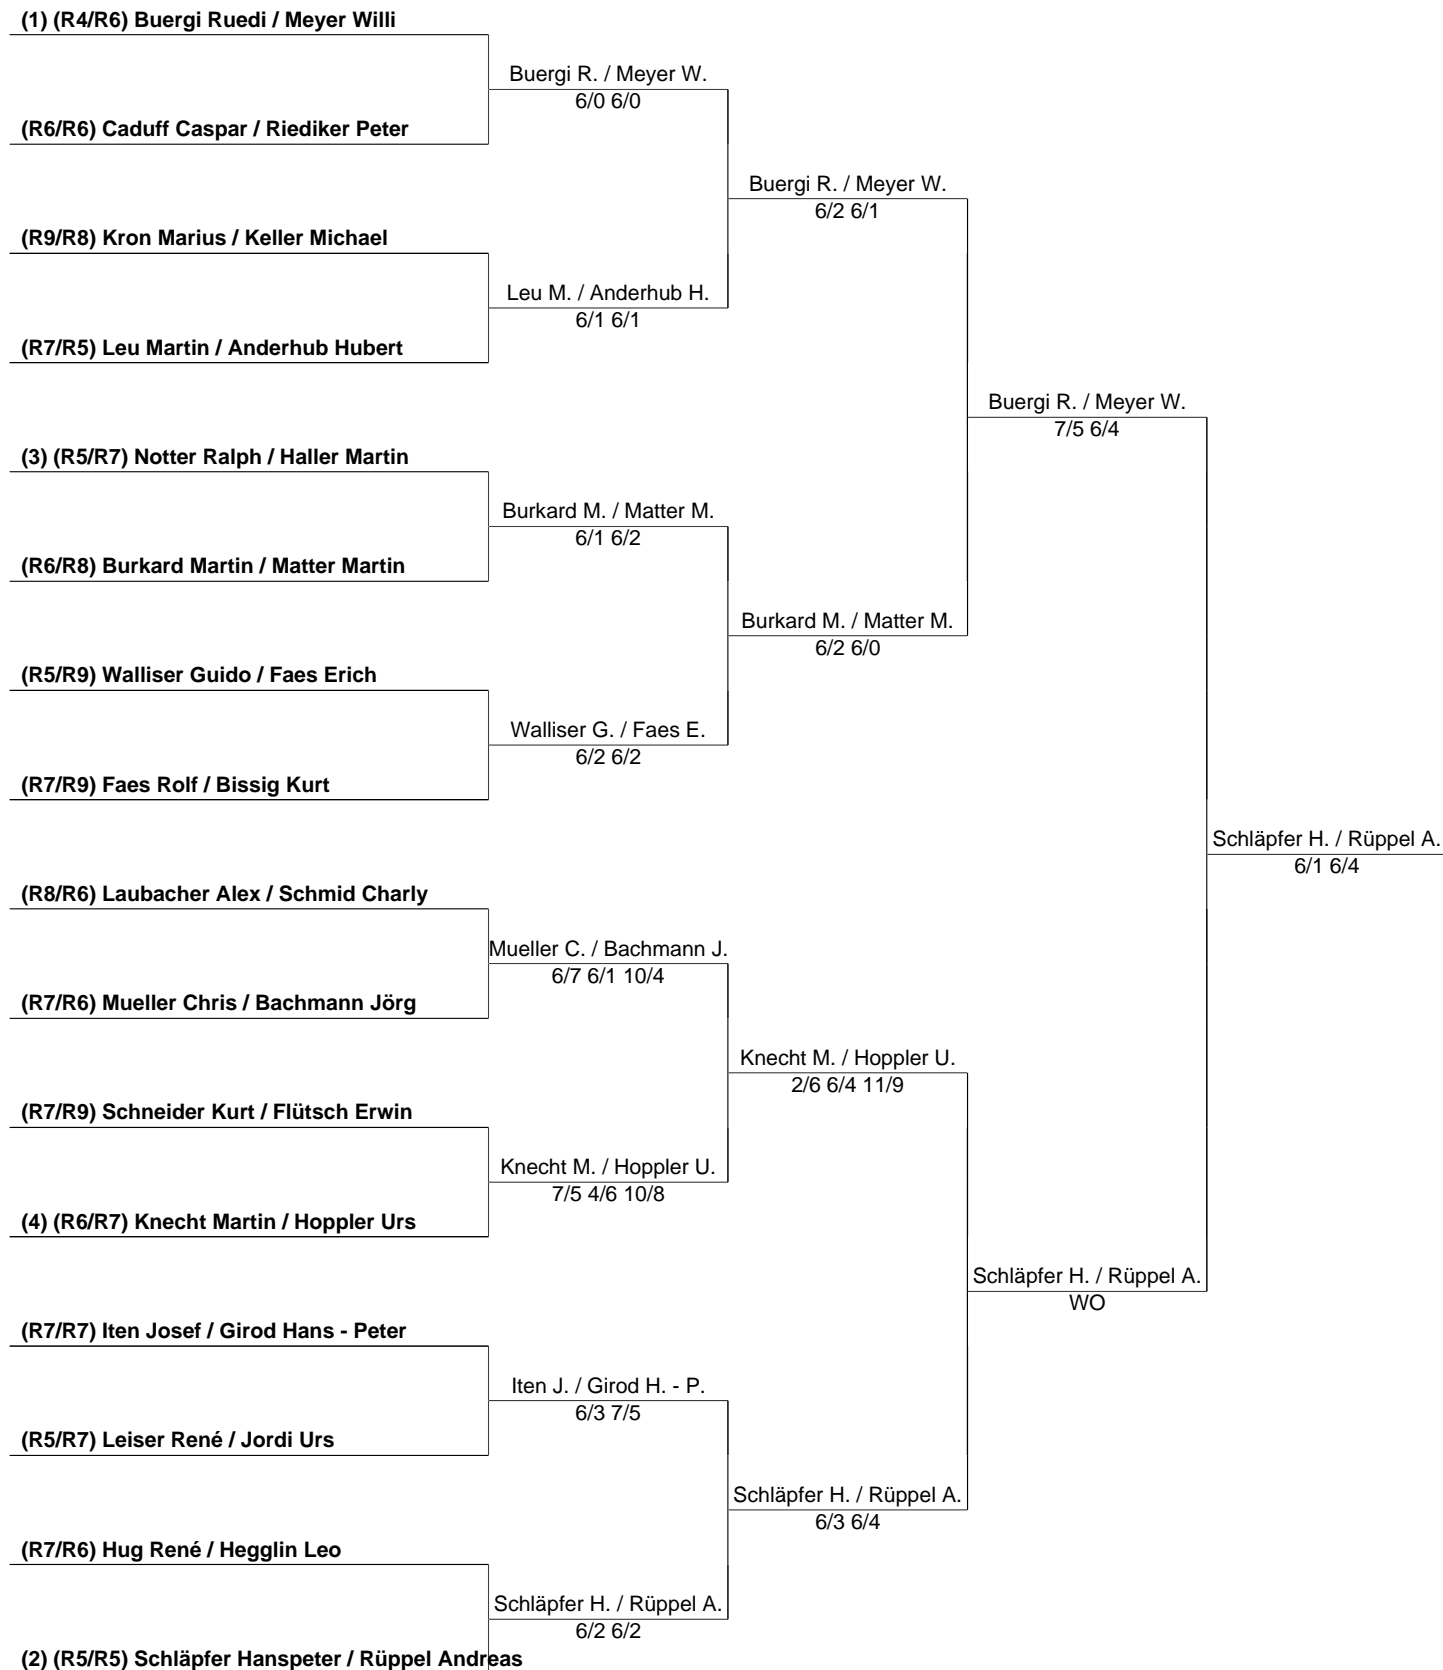 (1) (R4/R6) Buergi Ruedi / Meyer Willi
Buergi R. / Meyer W.
6/0 6/0
(R6/R6) Caduff Caspar / Riediker Peter
Buergi R. / Meyer W.
6/2 6/1
(R9/R8) Kron Marius / Keller Michael
Leu M. / Anderhub H.
6/1 6/1
(R7/R5) Leu Martin / Anderhub Hubert
Buergi R. / Meyer W.
7/5 6/4
(3) (R5/R7) Notter Ralph / Haller Martin
Burkard M. / Matter M.
6/1 6/2
(R6/R8) Burkard Martin / Matter Martin
Burkard M. / Matter M.
6/2 6/0
(R5/R9) Walliser Guido / Faes Erich
Walliser G. / Faes E.
6/2 6/2
(R7/R9) Faes Rolf / Bissig Kurt
Schläpfer H. / Rüppel A.
6/1 6/4
(R8/R6) Laubacher Alex / Schmid Charly
Mueller C. / Bachmann J.
6/7 6/1 10/4
(R7/R6) Mueller Chris / Bachmann Jörg
Knecht M. / Hoppler U.
2/6 6/4 11/9
(R7/R9) Schneider Kurt / Flütsch Erwin
Knecht M. / Hoppler U.
7/5 4/6 10/8
(4) (R6/R7) Knecht Martin / Hoppler Urs
Schläpfer H. / Rüppel A.
WO
(R7/R7) Iten Josef / Girod Hans - Peter
Iten J. / Girod H. - P.
6/3 7/5
(R5/R7) Leiser René / Jordi Urs
Schläpfer H. / Rüppel A.
6/3 6/4
(R7/R6) Hug René / Hegglin Leo
Schläpfer H. / Rüppel A.
6/2 6/2
(2) (R5/R5) Schläpfer Hanspeter / Rüppel Andreas